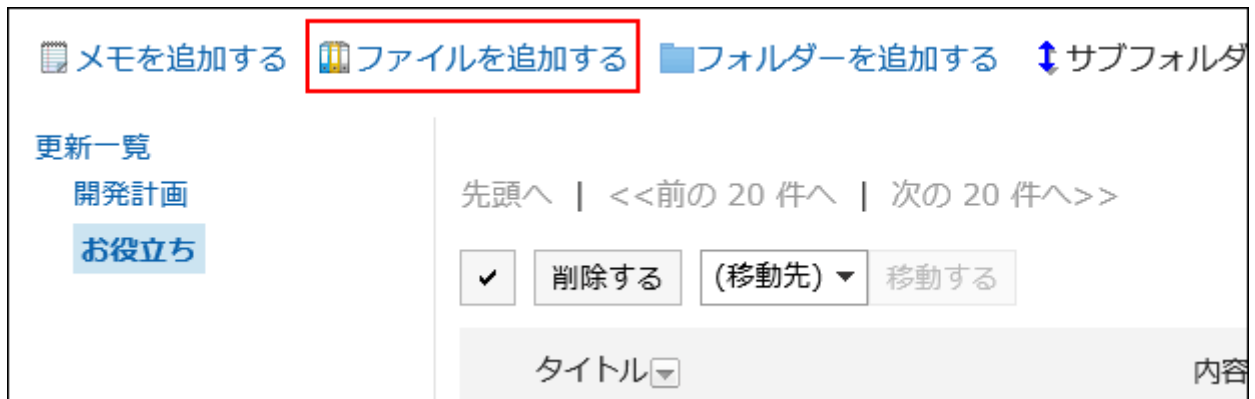 メモを追加する ファイルを追加する フォルダーを追加する サブフォルダ
更新一覧
開発計画
お役立ち
先頭へ | <<前の 20 件へ | 次の 20 件へ>>
削除する (移動先) 移動する
タイトル 内容